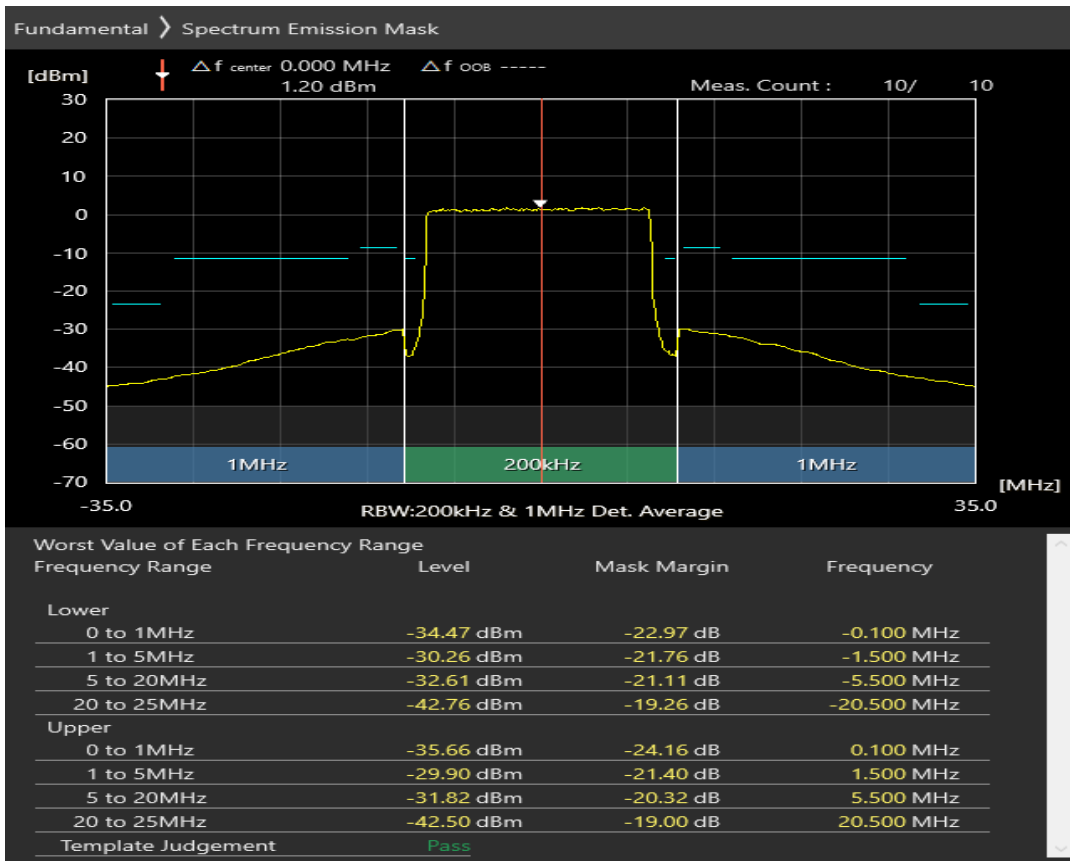 Fundamental ❯ Spectrum Emission Mask
[dBm]
Δf center 0.000 MHz Δf OOB -----
1.20 dBm
Meas. Count : 10/ 10
30
20
10
0
-10
-20
-30
-40
-50
-60
-70
1MHz 200kHz 1MHz
[MHz]
-35.0 RBW:200kHz & 1MHz Det. Average 35.0
Worst Value of Each Frequency Range
Frequency Range Level Mask Margin Frequency
Lower
0 to 1MHz -34.47 dBm -22.97 dB -0.100 MHz
1 to 5MHz -30.26 dBm -21.76 dB -1.500 MHz
5 to 20MHz -32.61 dBm -21.11 dB -5.500 MHz
20 to 25MHz -42.76 dBm -19.26 dB -20.500 MHz
Upper
0 to 1MHz -35.66 dBm -24.16 dB 0.100 MHz
1 to 5MHz -29.90 dBm -21.40 dB 1.500 MHz
5 to 20MHz -31.82 dBm -20.32 dB 5.500 MHz
20 to 25MHz -42.50 dBm -19.00 dB 20.500 MHz
Template Judgement Pass